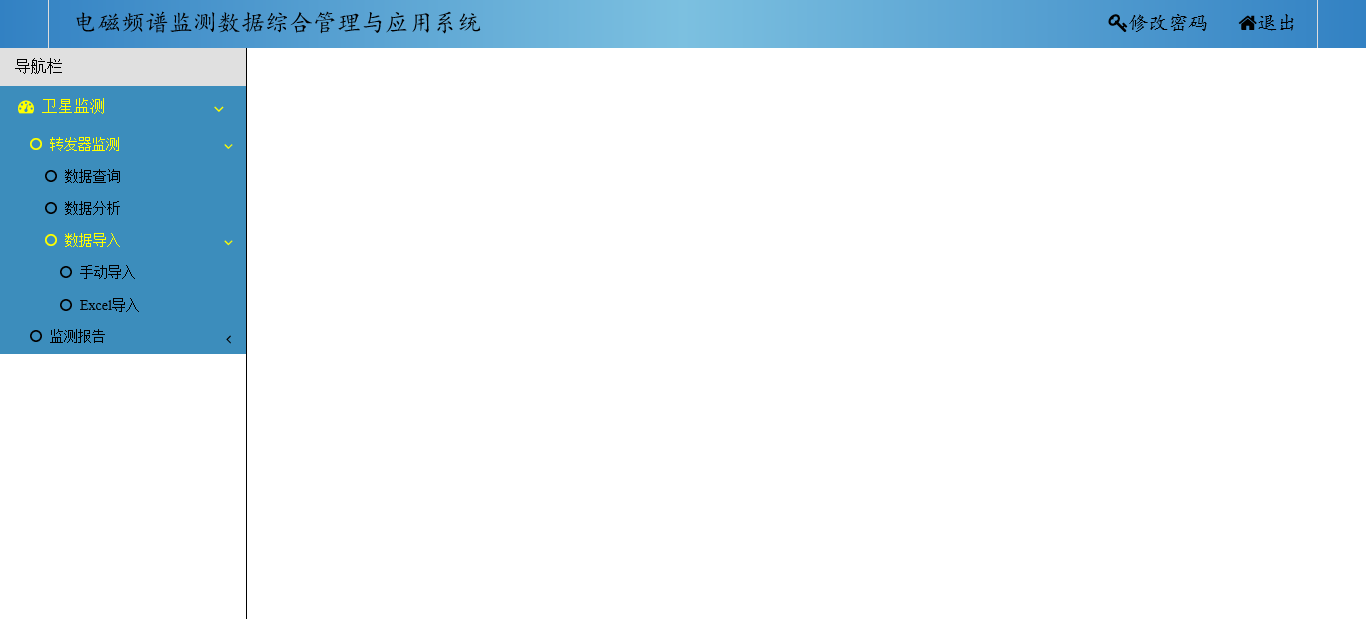 电磁频谱监测数据综合管理与应用系统
修改密码
退出
导航栏
卫星监测
转发器监测
数据查询
数据分析
数据导入
手动导入
Excel导入
监测报告